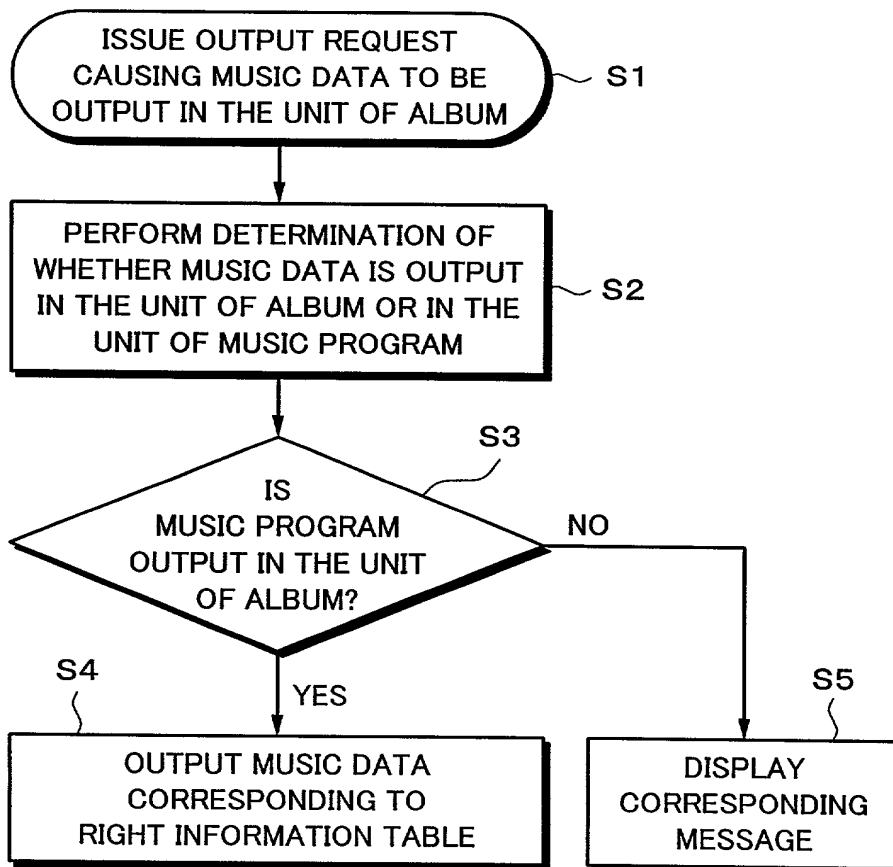 ISSUE OUTPUT REQUEST
CAUSING MUSIC DATA TO BE
OUTPUT IN THE UNIT OF ALBUM
S1
PERFORM DETERMINATION OF
WHETHER MUSIC DATA IS OUTPUT
IN THE UNIT OF ALBUM OR IN THE
UNIT OF MUSIC PROGRAM
S2
S3
IS
MUSIC PROGRAM
OUTPUT IN THE UNIT
OF ALBUM?
NO
YES
S4
OUTPUT MUSIC DATA
CORRESPONDING TO
RIGHT INFORMATION TABLE
S5
DISPLAY
CORRESPONDING
MESSAGE